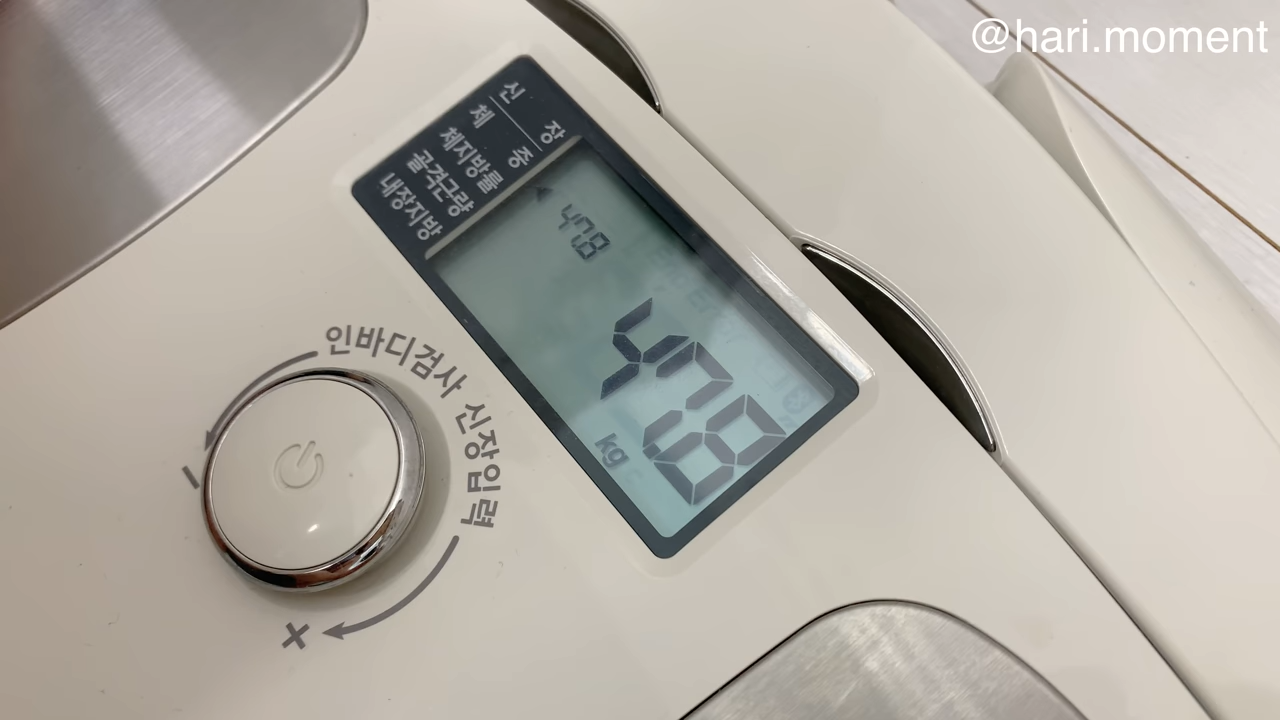 @hari.moment
신 장
체 중
체지방률
골격근량
내장지방
47.8
47.8
kg
인바디검사 신장입력
-
+